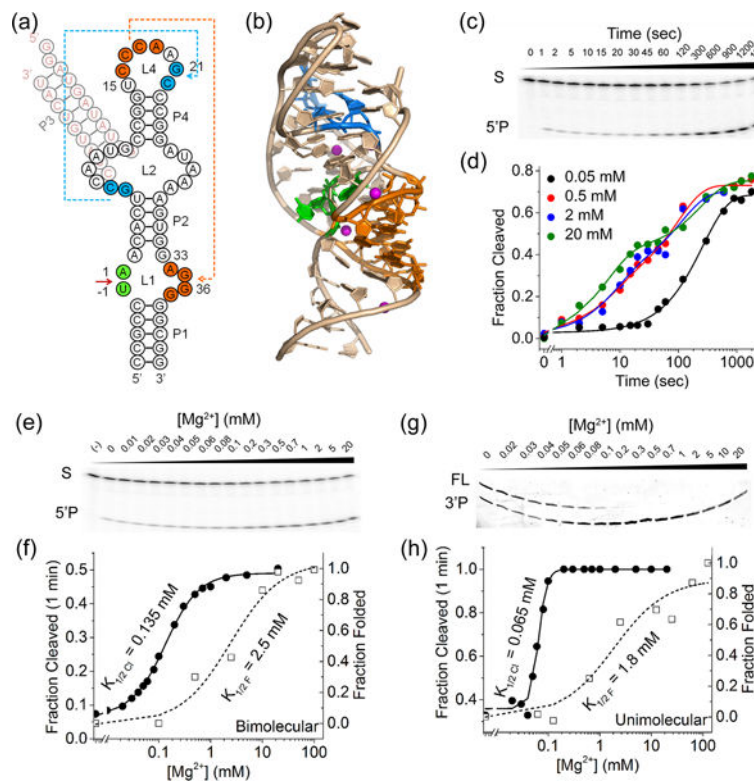 (a)
5'
3'
P3
C C C A A G
15
21
L4
P4
L2
P2
33
1
-1
L1
36
P1
5' 3'
(b)
(c)
Time (sec)
0 1 2 5 10 15 20 30 45 60 120 300 600 900 1200
S
5'P
(d)
0.05 mM
0.5 mM
2 mM
20 mM
Fraction Cleaved
0.8
0.4
0.0
0 1 10 100 1000
Time (sec)
(e)
[Mg2+] (mM)
(-) 0 0.01 0.02 0.03 0.04 0.05 0.06 0.08 0.1 0.2 0.3 0.5 0.7 1 2 5 20
S
5'P
(f)
Fraction Cleaved (1 min)
0.5
0.4
0.3
0.2
0.1
0.0
K1/2 Cl = 0.135 mM
K1/2 F = 2.5 mM
Bimolecular
1.0
0.8
0.6
0.4
0.2
0.0
Fraction Folded
0 0.1 1 10 100
[Mg2+] (mM)
(g)
[Mg2+] (mM)
0 0.02 0.03 0.04 0.05 0.06 0.08 0.1 0.2 0.3 0.5 0.7 1 2 5 10 20
FL
3'P
(h)
Fraction Cleaved (1 min)
1.0
0.8
0.6
0.4
K1/2 Cl = 0.065 mM
K1/2 F = 1.8 mM
Unimolecular
1.0
0.8
0.6
0.4
0.2
0.0
Fraction Folded
0 0.1 1 10 100
[Mg2+] (mM)